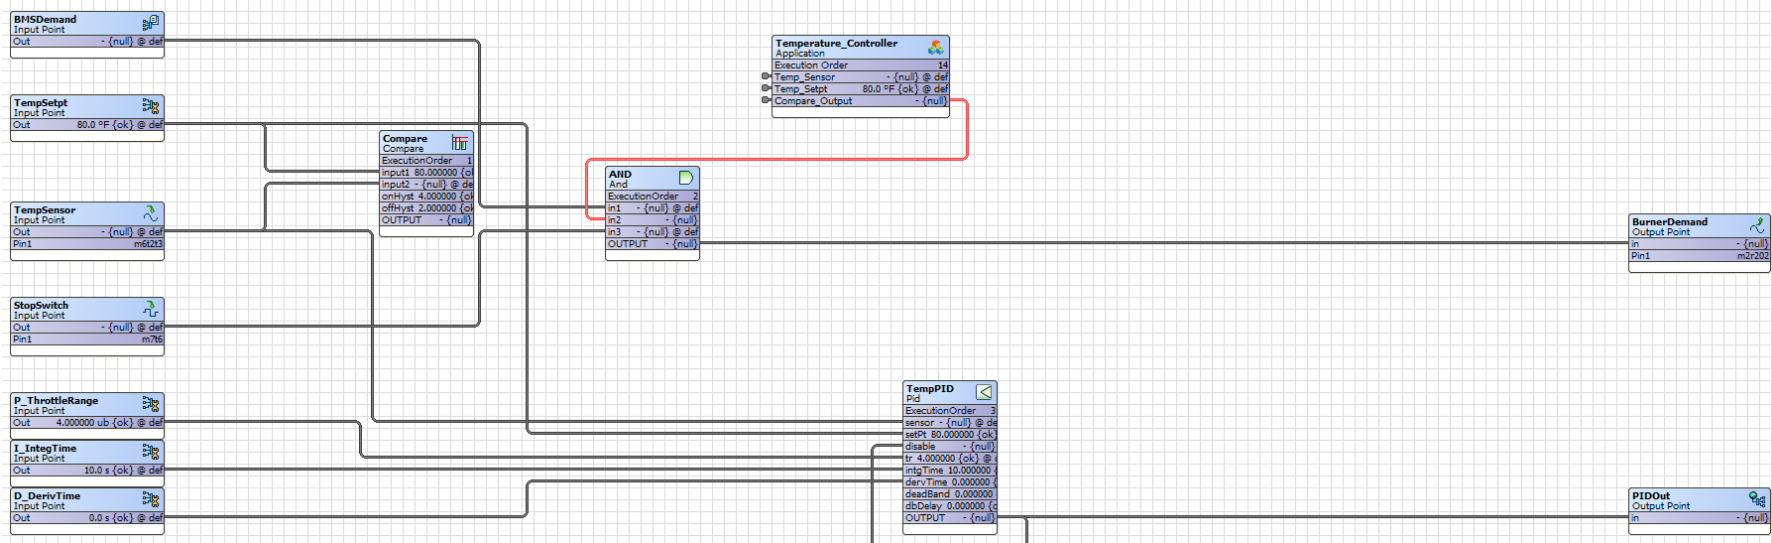 BMSDemand
Input Point
Out - {null} @ def
TempSetpt
Input Point
Out 80.0 °F {ok} @ def
TempSensor
Input Point
Out - {null} @ def
Pin1 m6t2t3
StopSwitch
Input Point
Out - {null} @ def
Pin1 m7t6
P_ThrottleRange
Input Point
Out 4.000000 ub {ok} @ def
I_IntegTime
Input Point
Out 10.0 s {ok} @ def
D_DerivTime
Input Point
Out 0.0 s {ok} @ def
Compare
Compare
ExecutionOrder 1
input1 80.000000 {o
input2 - {null} @ de
onHyst 4.000000 {o
offHyst 2.000000 {o
OUTPUT - {null}
AND
And
ExecutionOrder 2
in1 - {null} @ def
in2 - {null}
in3 - {null} @ def
OUTPUT - {null}
Temperature_Controller
Application
Execution Order 14
Temp_Sensor - {null} @ def
Temp_Setpt 80.0 °F {ok} @ def
Compare_Output - {null}
TempPID
Pid
ExecutionOrder 3
sensor - {null} @ de
setPt 80.000000 {ok}
disable - {null}
tr 4.000000 {ok} @
intgTime 10.000000 {
dervTime 0.000000 {
deadBand 0.000000
dbDelay 0.000000 {
OUTPUT - {null}
BurnerDemand
Output Point
in - {null}
Pin1 m2r202
PIDOut
Output Point
in - {null}